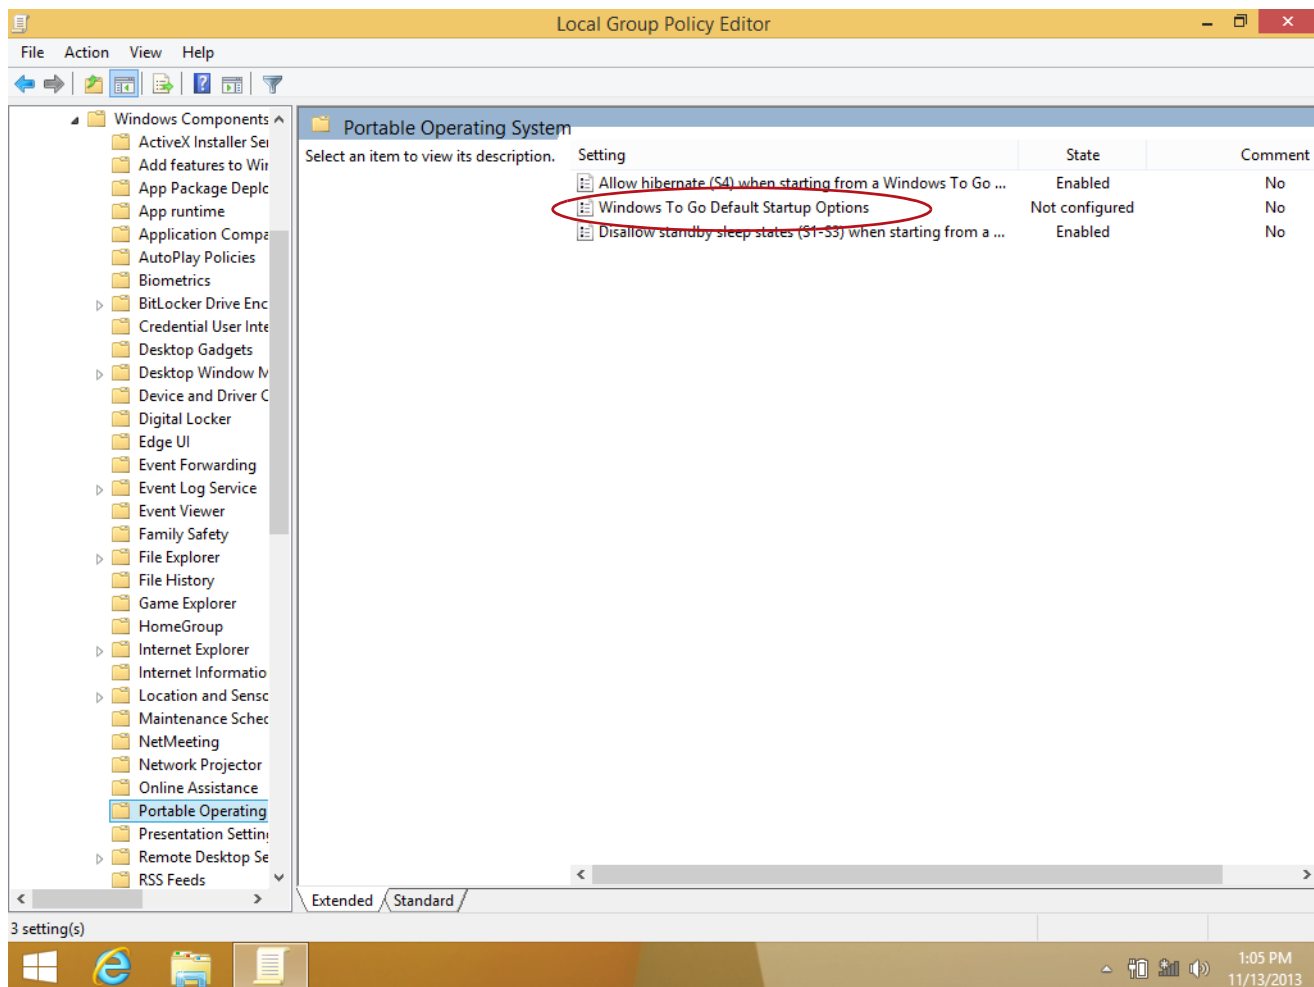 Local Group Policy Editor
File Action View Help
Windows Components
ActiveX Installer Ser
Add features to Wir
App Package Deplc
App runtime
Application Compa
AutoPlay Policies
Biometrics
BitLocker Drive Enc
Credential User Inte
Desktop Gadgets
Desktop Window M
Device and Driver C
Digital Locker
Edge UI
Event Forwarding
Event Log Service
Event Viewer
Family Safety
File Explorer
File History
Game Explorer
HomeGroup
Internet Explorer
Internet Informatio
Location and Sensc
Maintenance Sched
NetMeeting
Network Projector
Online Assistance
Portable Operating
Presentation Setting
Remote Desktop Se
RSS Feeds
Portable Operating System
Select an item to view its description.
Setting State Comment
Allow hibernate (S4) when starting from a Windows To Go ... Enabled No
Windows To Go Default Startup Options Not configured No
Disallow standby sleep states (S1-S3) when starting from a ... Enabled No
Extended Standard
3 setting(s)
1:05 PM
11/13/2013